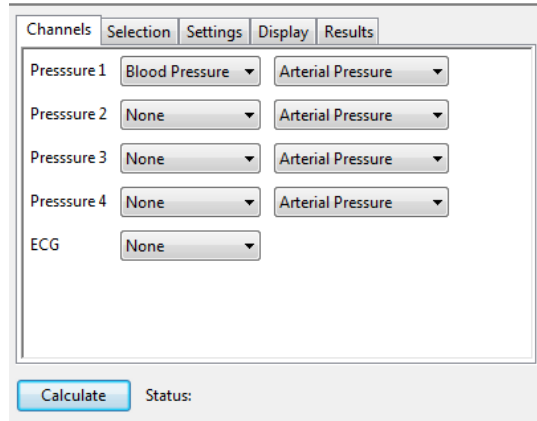 Channels Selection Settings Display Results
Presssure 1 Blood Pressure Arterial Pressure
Presssure 2 None Arterial Pressure
Presssure 3 None Arterial Pressure
Presssure 4 None Arterial Pressure
ECG None
Calculate Status: